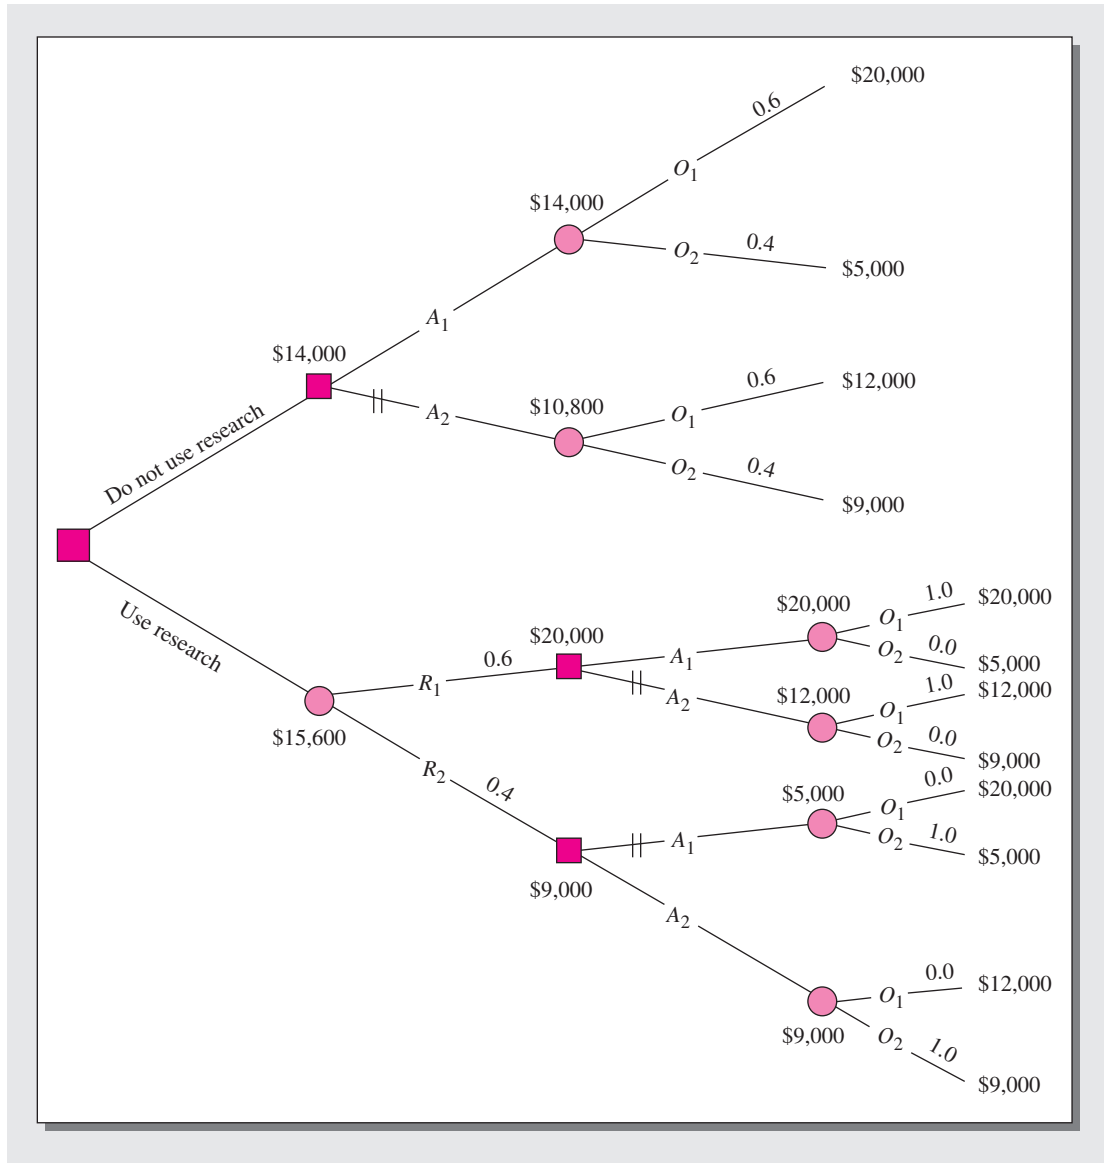 $20,000
0.6
O1
$14,000
0.4
O2
$5,000
A1
$14,000
0.6
$12,000
$10,800
A2
O1
Do not use research
O2
0.4
$9,000
1.0
$20,000
$20,000
O1
Use research
$20,000
0.6
A1
O2
0.0
$5,000
R1
1.0
$12,000
$12,000
A2
O1
$15,600
O2
0.0
$9,000
R2
0.4
0.0
$20,000
$5,000
O1
A1
O2
1.0
$5,000
$9,000
A2
0.0
$12,000
O1
$9,000
O2
1.0
$9,000